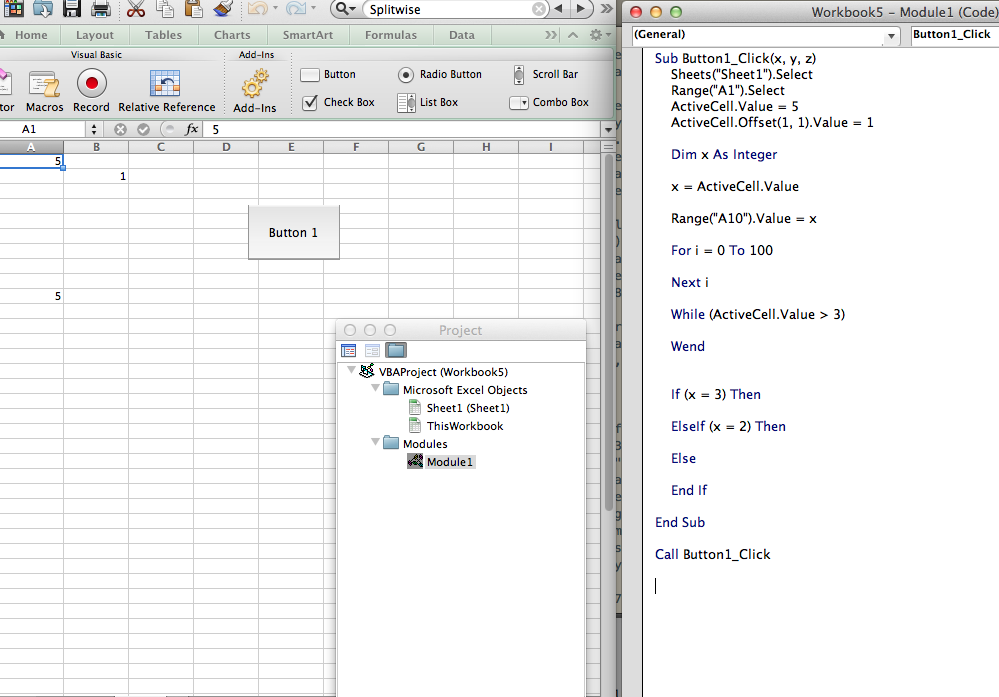 Splitwise
Home Layout Tables Charts SmartArt Formulas Data
Visual Basic
Add-Ins
Macros Record Relative Reference Add-Ins
Button Radio Button Scroll Bar
Check Box List Box Combo Box
A1 fx 5
A B C D E F G H I
5
1
Button 1
5
Project
VBAProject (Workbook5)
Microsoft Excel Objects
Sheet1 (Sheet1)
ThisWorkbook
Modules
Module1
Workbook5 – Module1 (Code)
(General) Button1_Click
Sub Button1_Click(x, y, z)
Sheets("Sheet1").Select
Range("A1").Select
ActiveCell.Value = 5
ActiveCell.Offset(1, 1).Value = 1
Dim x As Integer
x = ActiveCell.Value
Range("A10").Value = x
For i = 0 To 100
Next i
While (ActiveCell.Value > 3)
Wend
If (x = 3) Then
ElseIf (x = 2) Then
Else
End If
End Sub
Call Button1_Click